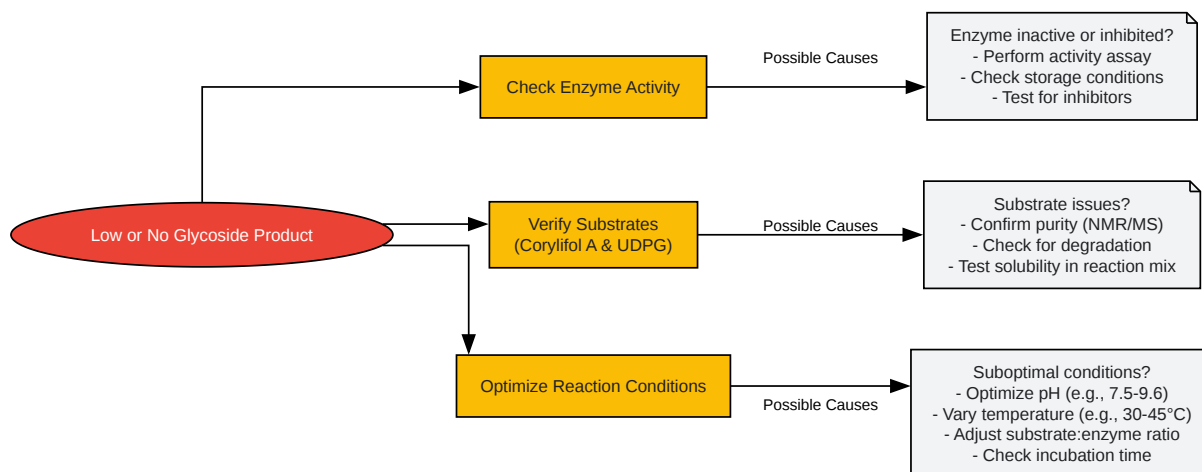 Low or No Glycoside Product
Check Enzyme Activity
Possible Causes
Enzyme inactive or inhibited?
- Perform activity assay
- Check storage conditions
- Test for inhibitors
Verify Substrates
(Corylifol A & UDPG)
Possible Causes
Substrate issues?
- Confirm purity (NMR/MS)
- Check for degradation
- Test solubility in reaction mix
Optimize Reaction Conditions
Possible Causes
Suboptimal conditions?
- Optimize pH (e.g., 7.5-9.6)
- Vary temperature (e.g., 30-45°C)
- Adjust substrate:enzyme ratio
- Check incubation time